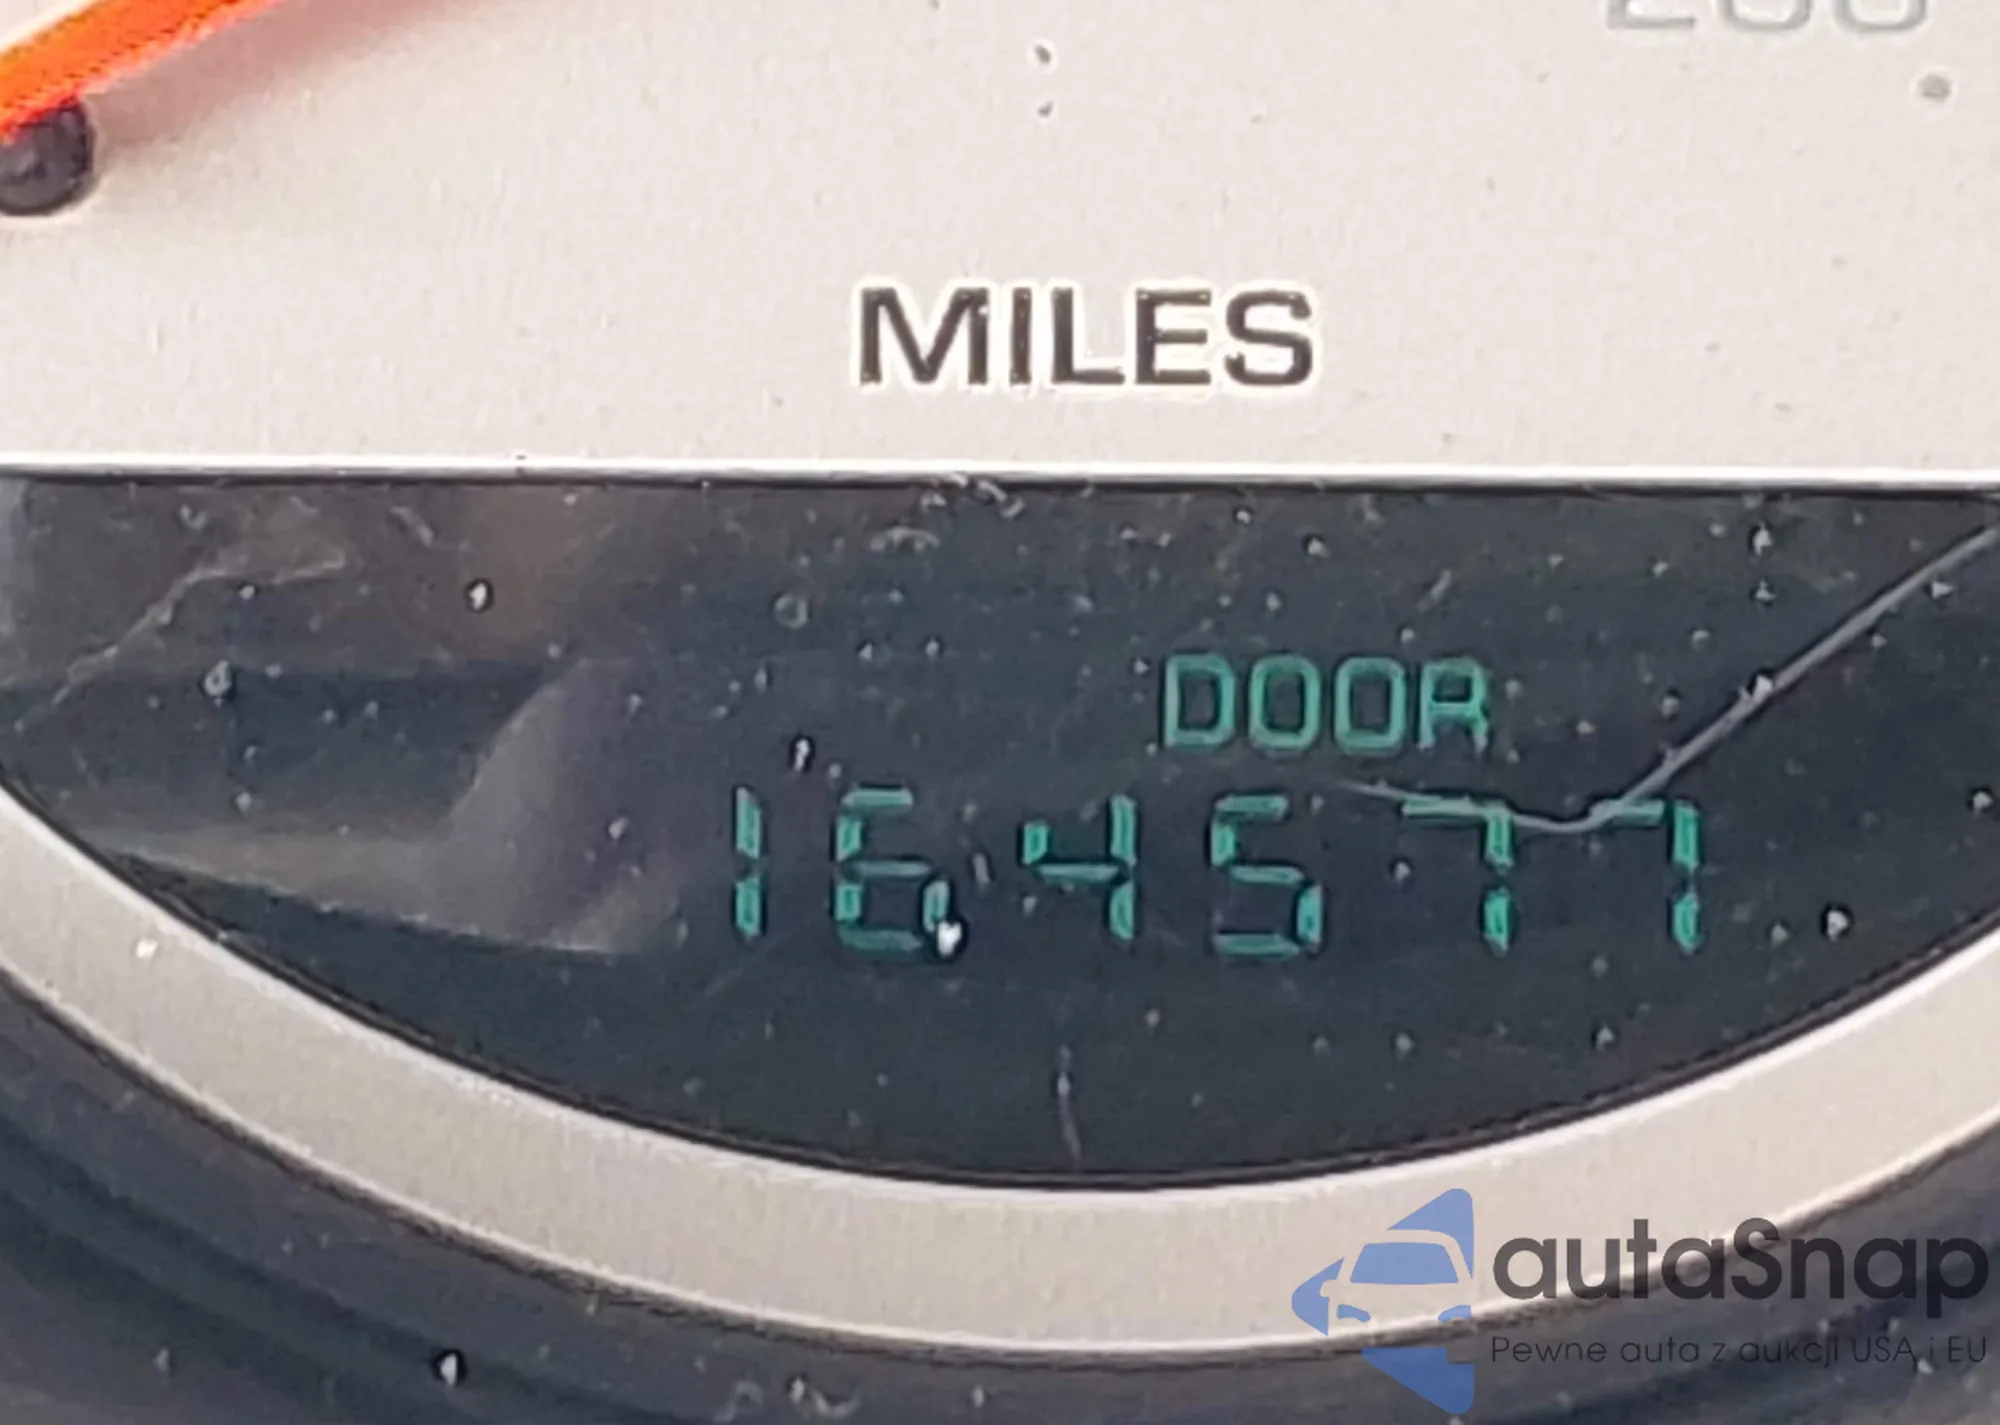 MILES
DOOR
164577
autaSnap
Pewne auta z aukcji USA i EU